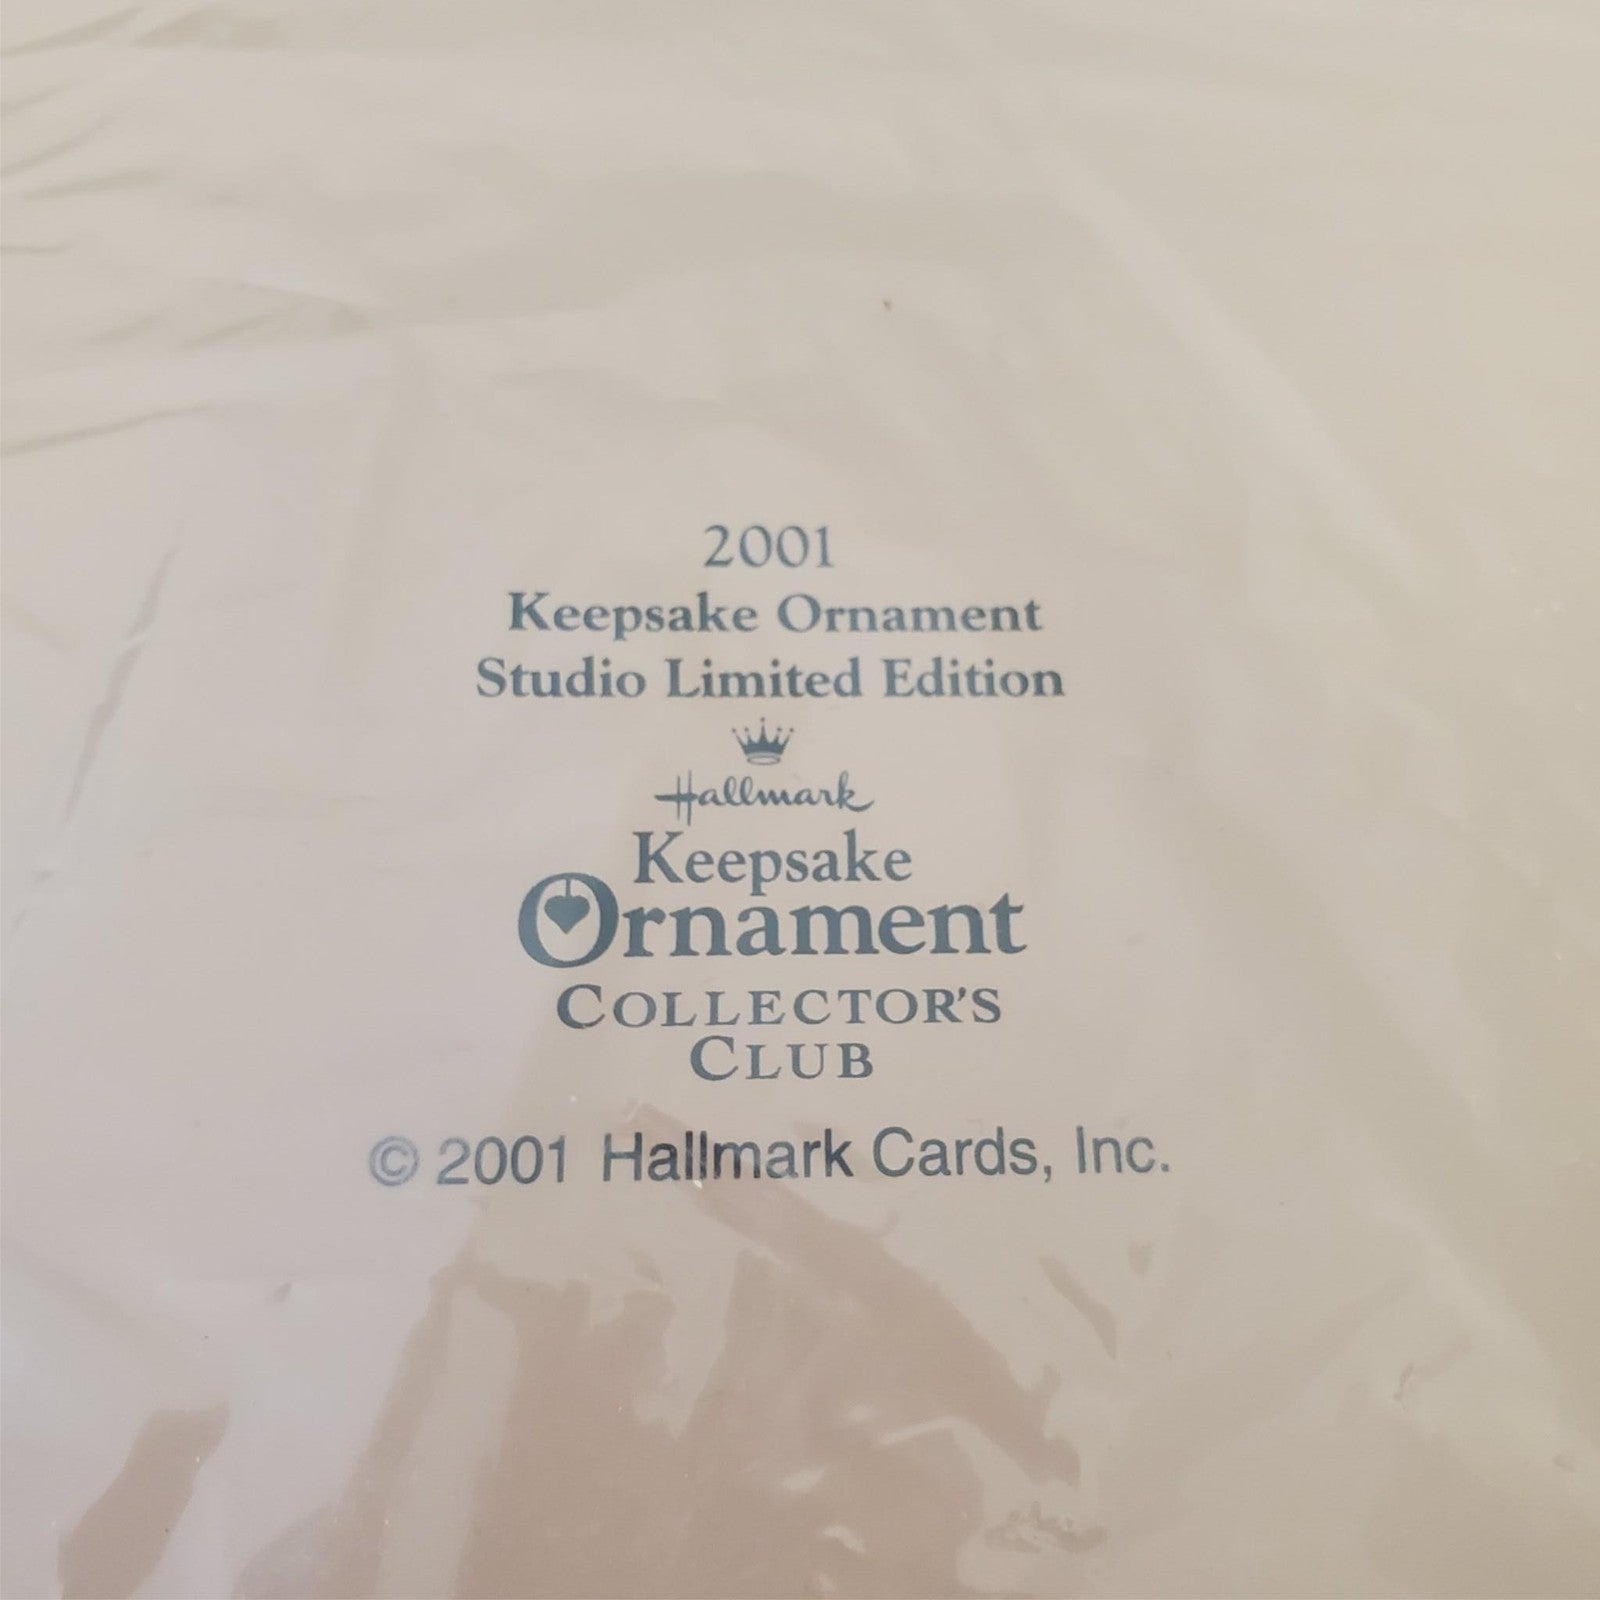 2001
Keepsake Ornament
Studio Limited Edition
Hallmark
Keepsake
Ornament
COLLECTOR'S
CLUB
© 2001 Hallmark Cards, Inc.